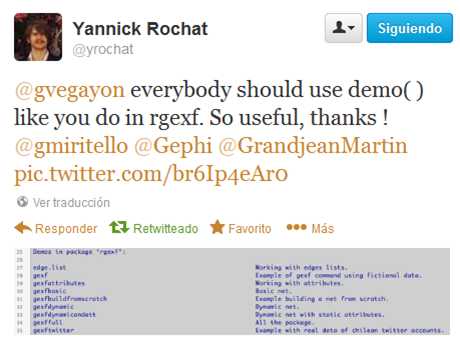 Yannick Rochat
@yrochat
Siguiendo
@gvegayon everybody should use demo( )
like you do in rgexf. So useful, thanks !
@gmiritello @Gephi @GrandjeanMartin
pic.twitter.com/br6Ip4eAr0
Ver traducción
Responder Retwitteado Favorito Más
25 Demos in package 'rgexf':
26
27 edge.list Working with edges lists.
28 gexf Example of gexf command using fictional data.
29 gexfattributes Working with attributes.
30 gexfbasic Basic net.
31 gexfbuildfromscratch Example building a net from scratch.
32 gexfdynamic Dynamic net.
33 gexfdynamicandatt Dynamic net with static attributes.
34 gexffull All the package.
35 gexftwitter Example with real data of chilean twitter accounts.